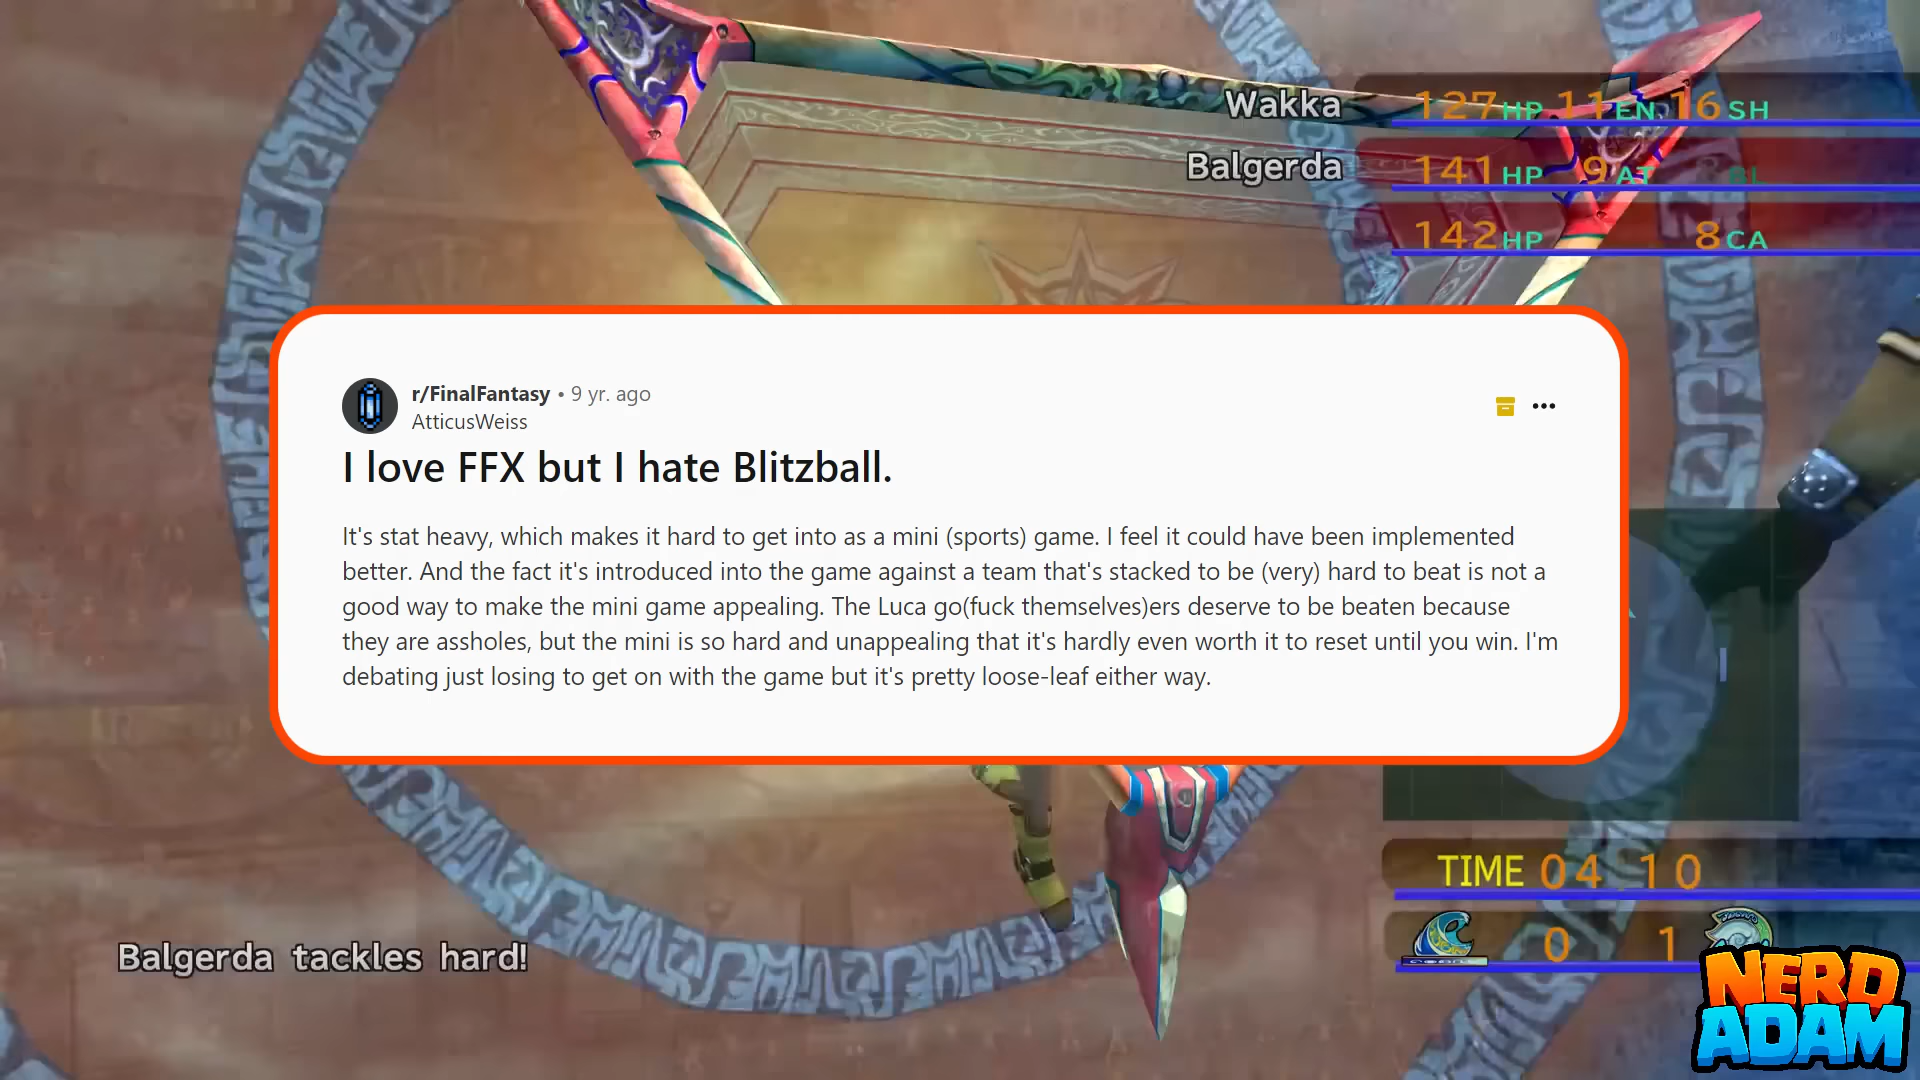 Wakka 127HP 11EN 16SH
Balgerda 141HP 9AT BL
142HP 8CA
r/FinalFantasy • 9 yr. ago
AtticusWeiss
I love FFX but I hate Blitzball.
It's stat heavy, which makes it hard to get into as a mini (sports) game. I feel it could have been implemented
better. And the fact it's introduced into the game against a team that's stacked to be (very) hard to beat is not a
good way to make the mini game appealing. The Luca go(fuck themselves)ers deserve to be beaten because
they are assholes, but the mini is so hard and unappealing that it's hardly even worth it to reset until you win. I'm
debating just losing to get on with the game but it's pretty loose-leaf either way.
TIME 04 10
0 1
Balgerda tackles hard!
NERD
ADAM